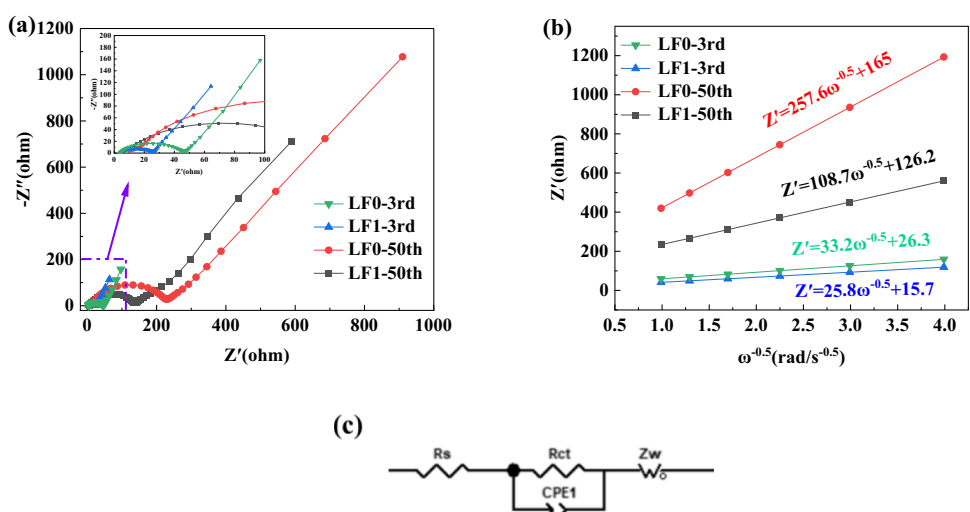 (a)
1200
1000
800
600
400
200
0
-Z″(ohm)
0 200 400 600 800 1000
Z′(ohm)
200
180
160
140
120
100
80
60
40
20
0
-Z″(ohm)
0 20 40 60 80 100
Z′(ohm)
LF0-3rd
LF1-3rd
LF0-50th
LF1-50th
(b)
1200
1000
800
600
400
200
0
Z′(ohm)
0.5 1.0 1.5 2.0 2.5 3.0 3.5 4.0
ω-0.5(rad/s-0.5)
LF0-3rd
LF1-3rd
LF0-50th
LF1-50th
Z′=257.6ω-0.5+165
Z′=108.7ω-0.5+126.2
Z′=33.2ω-0.5+26.3
Z′=25.8ω-0.5+15.7
(c)
Rs Rct Zw
CPE1